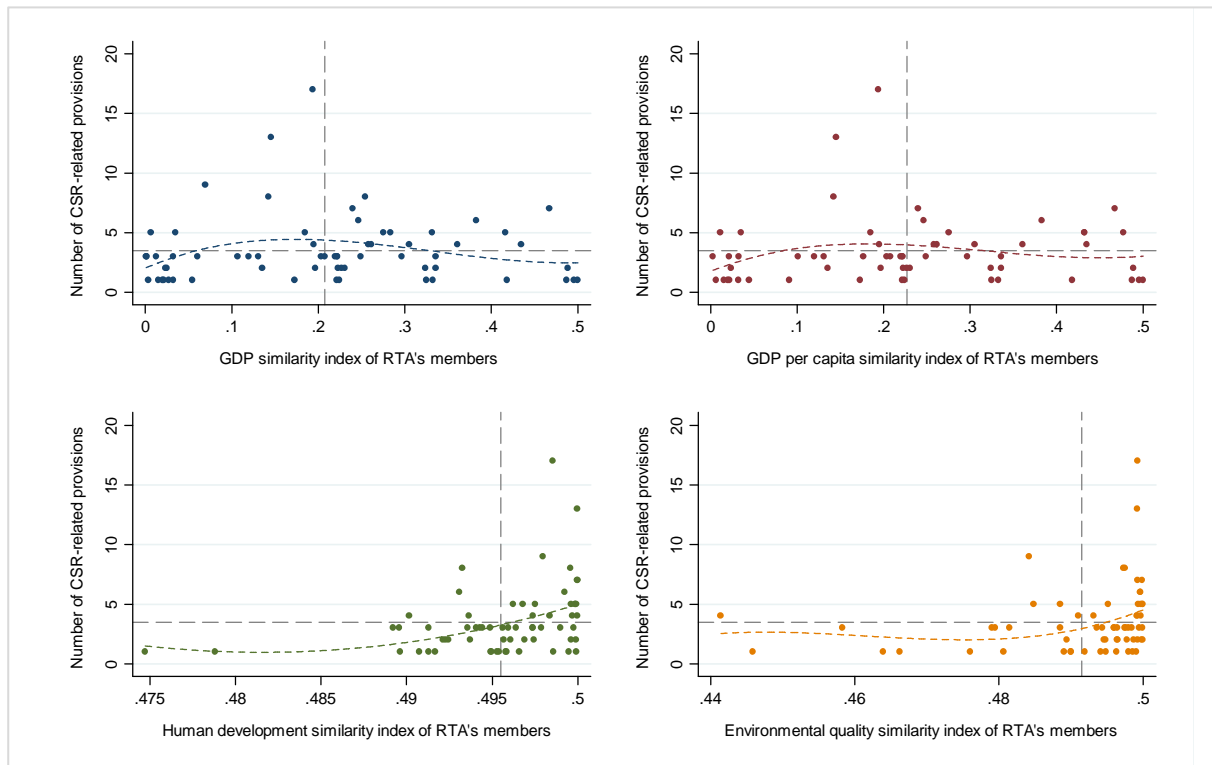 Number of CSR-related provisions
20
15
10
5
0
0 .1 .2 .3 .4 .5
GDP similarity index of RTA's members
Number of CSR-related provisions
20
15
10
5
0
0 .1 .2 .3 .4 .5
GDP per capita similarity index of RTA's members
Number of CSR-related provisions
20
15
10
5
0
.475 .48 .485 .49 .495 .5
Human development similarity index of RTA's members
Number of CSR-related provisions
20
15
10
5
0
.44 .46 .48 .5
Environmental quality similarity index of RTA's members